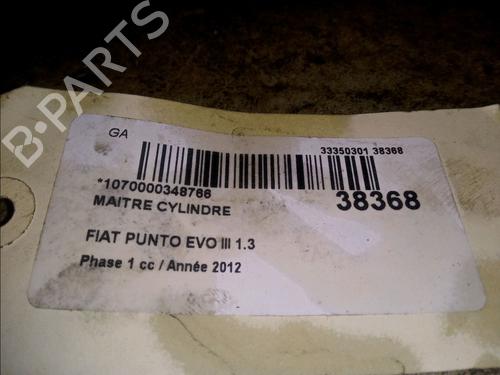 B-PARTS
GA
33350301 38368
*1070000348766
38368
MAITRE CYLINDRE
FIAT PUNTO EVO III 1.3
Phase 1 cc / Année 2012